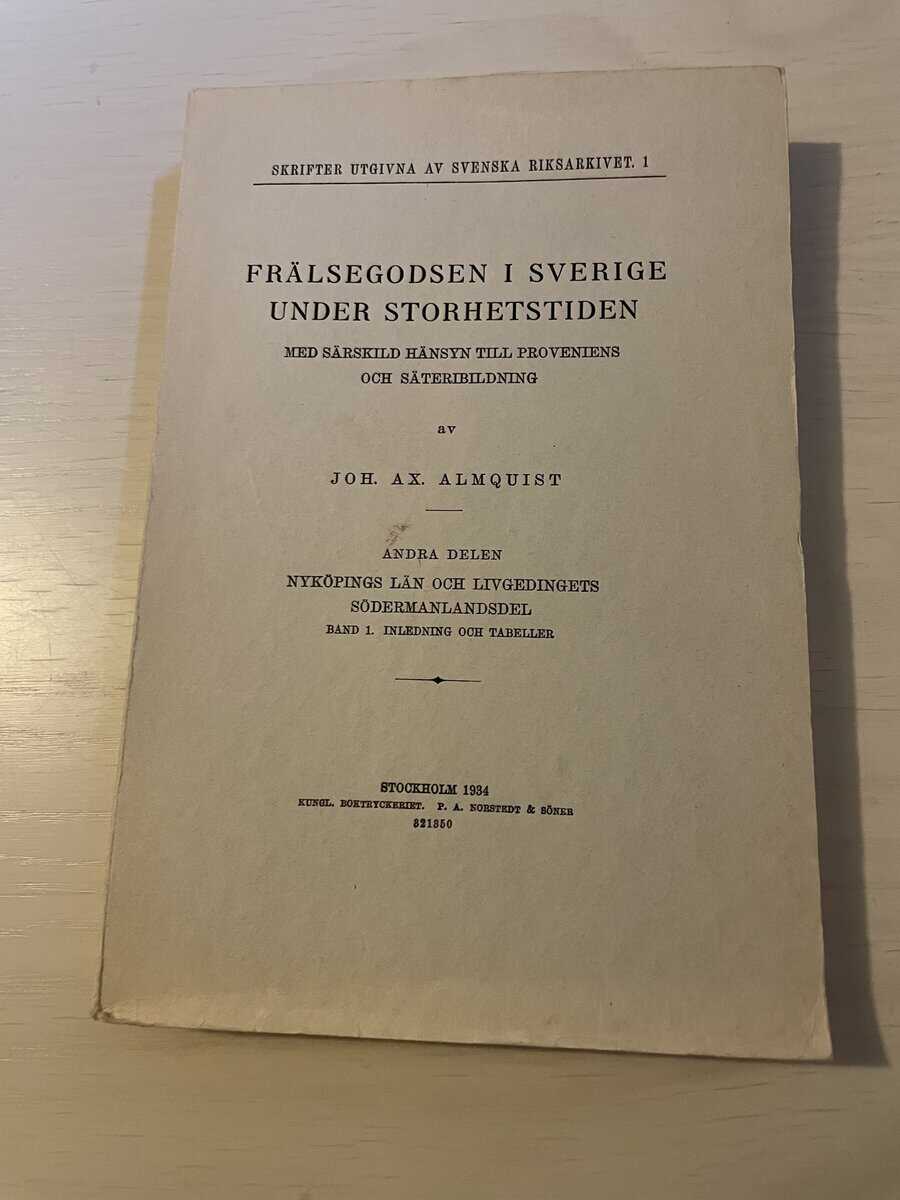 SKRIFTER UTGIVNA AV SVENSKA RIKSARKIVET. 1
FRÄLSEGODSEN I SVERIGE
UNDER STORHETSTIDEN
MED SÄRSKILD HÄNSYN TILL PROVENIENS
OCH SÄTERIBILDNING
av
JOH. AX. ALMQUIST
ANDRA DELEN
NYKÖPINGS LÄN OCH LIVGEDINGETS
SÖDERMANLANDSDEL
BAND 1. INLEDNING OCH TABELLER
STOCKHOLM 1934
KUNGL. BOKTRYCKERIET. P. A. NORSTEDT & SÖNER
321350